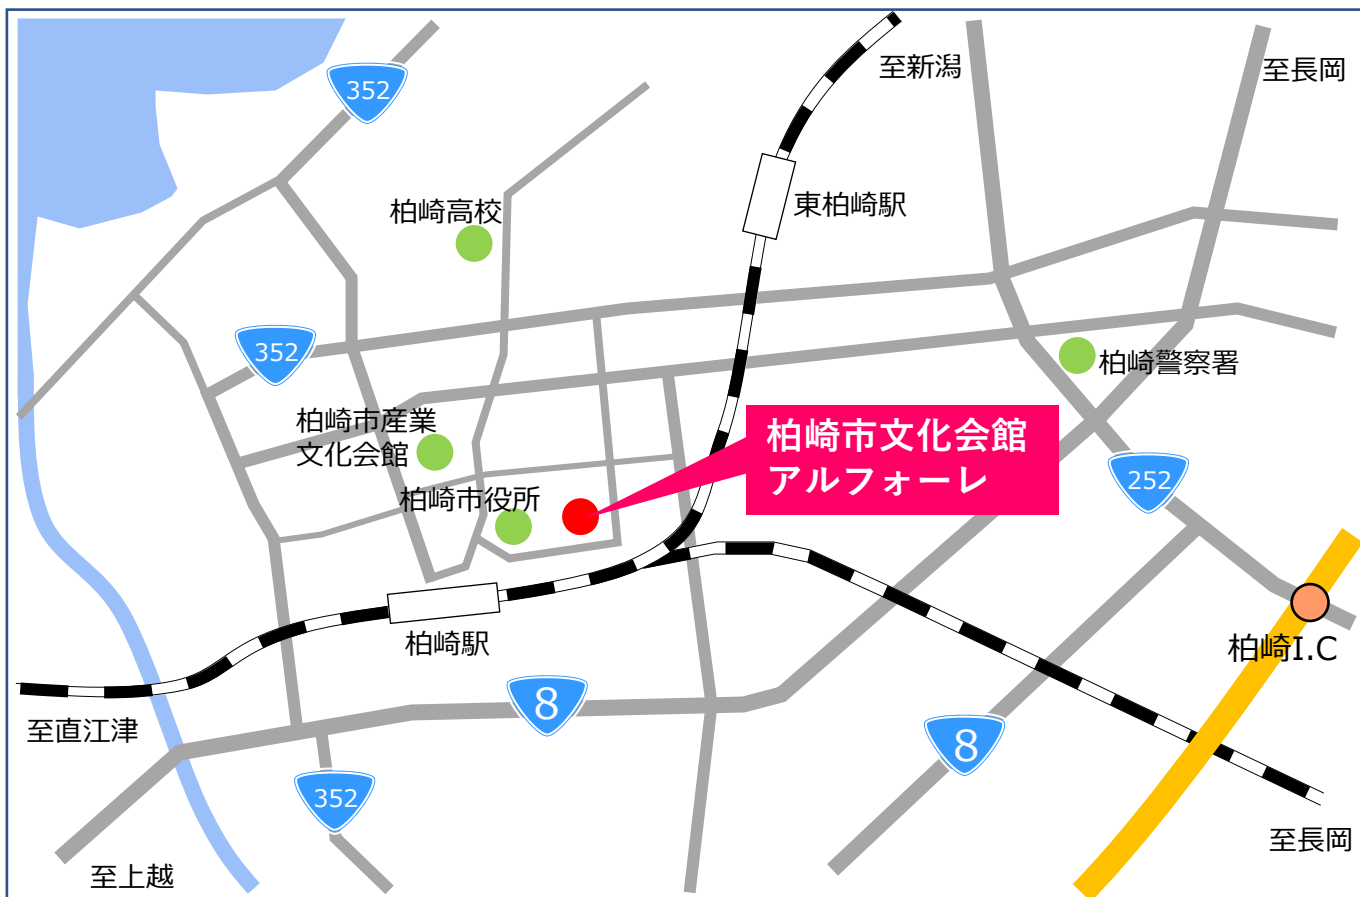 至新潟
至長岡
352
東柏崎駅
柏崎高校
352
柏崎警察署
柏崎市産業
文化会館
柏崎市文化会館
アルフォーレ
252
柏崎市役所
柏崎駅
柏崎I.C
8
至直江津
8
352
至長岡
至上越